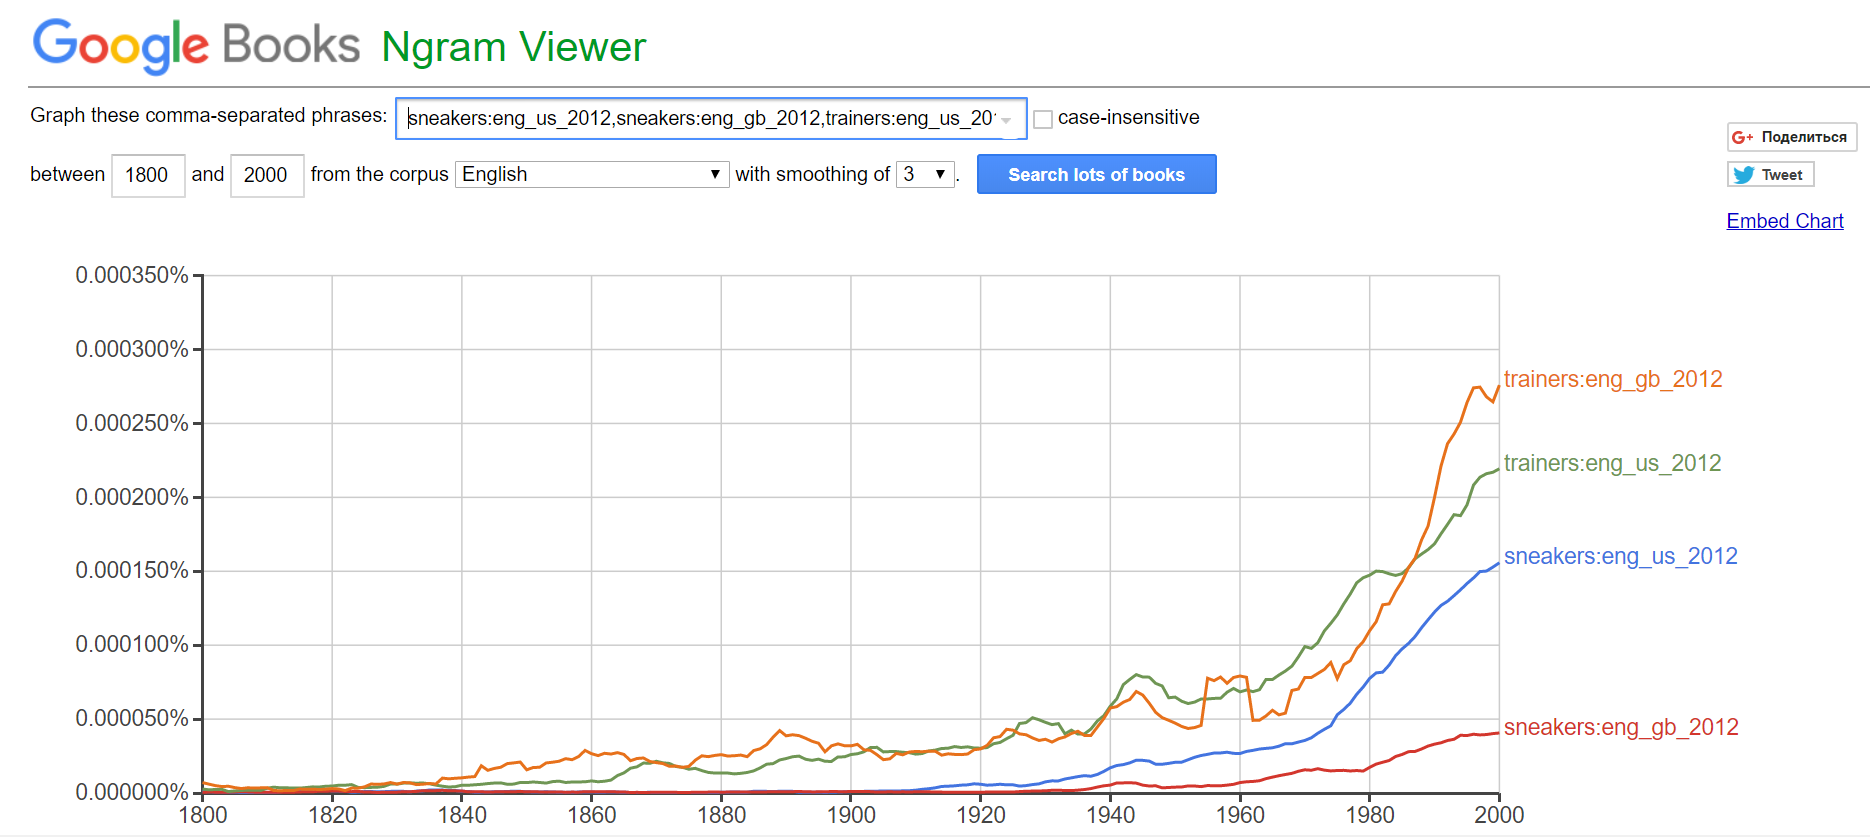 Google Books Ngram Viewer
Graph these comma-separated phrases: sneakers:eng_us_2012,sneakers:eng_gb_2012,trainers:eng_us_20 case-insensitive
between 1800 and 2000 from the corpus English with smoothing of 3 . Search lots of books
G+ Поделиться
Tweet
Embed Chart
0.000350%
0.000300%
0.000250%
0.000200%
0.000150%
0.000100%
0.000050%
0.000000%
trainers:eng_gb_2012
trainers:eng_us_2012
sneakers:eng_us_2012
sneakers:eng_gb_2012
1800 1820 1840 1860 1880 1900 1920 1940 1960 1980 2000